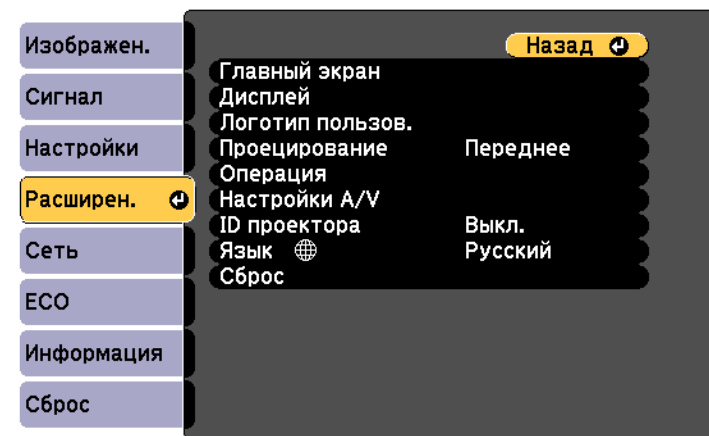 Изображен.
Сигнал
Настройки
Расширен.
Сеть
ECO
Информация
Сброс
Назад
Главный экран
Дисплей
Логотип пользов.
Проецирование Переднее
Операция
Настройки A/V
ID проектора Выкл.
Язык Русский
Сброс